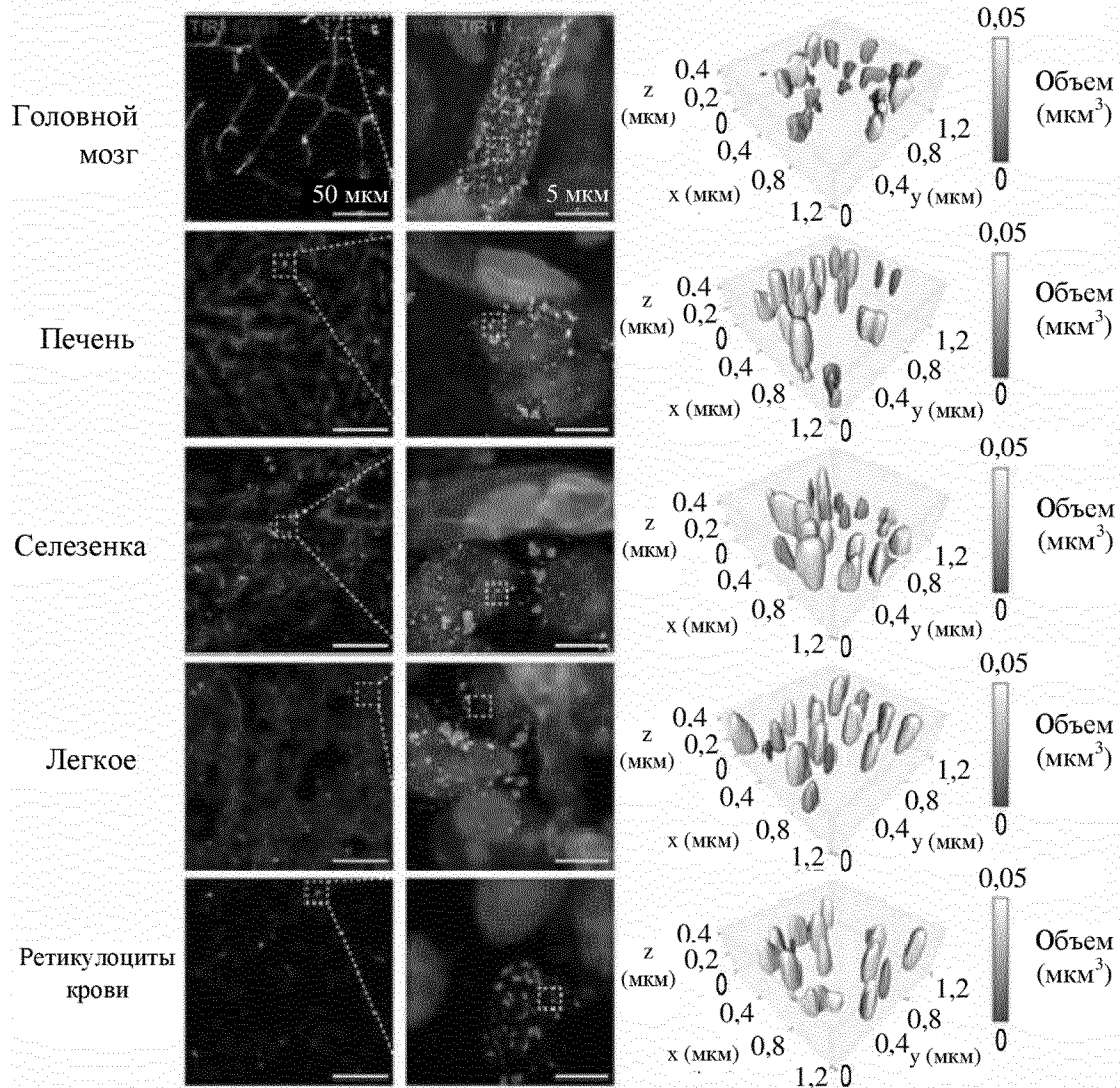 Головной
мозг
50 мкм
5 мкм
z
(мкм)
0.4
0,2
0
0,4
0,8
1,2
x (мкм)
0
0,4
0,8
1,2
y (мкм)
0,05
0
Объем
(мкм³)
Печень
z
(мкм)
0.4
0,2
0
0,4
0,8
1,2
x (мкм)
0
0,4
0,8
1,2
y (мкм)
0,05
0
Объем
(мкм³)
Селезенка
z
(мкм)
0.4
0,2
0
0,4
0,8
1,2
x (мкм)
0
0,4
0,8
1,2
y (мкм)
0,05
0
Объем
(мкм³)
Легкое
z
(мкм)
0.4
0,2
0
0,4
0,8
1,2
x (мкм)
0
0,4
0,8
1,2
y (мкм)
0,05
0
Объем
(мкм³)
Ретикулоциты
крови
z
(мкм)
0.4
0,2
0
0,4
0,8
1,2
x (мкм)
0
0,4
0,8
1,2
y (мкм)
0,05
0
Объем
(мкм³)